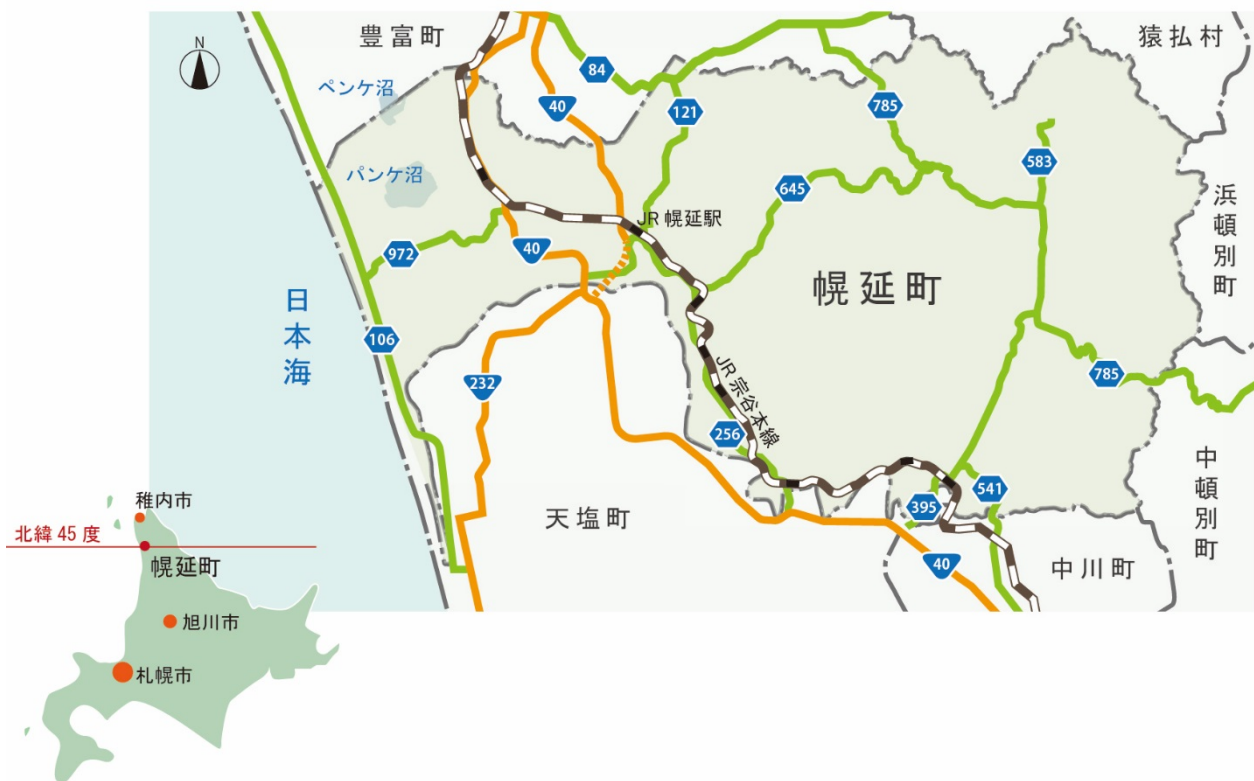 N
豊富町
猿払村
ペンケ沼
84
40
121
785
パンケ沼
583
645
浜頓別町
JR 幌延駅
972
40
幌延町
日本海
106
232
785
JR 宗谷本線
256
中頓別町
天塩町
395
541
40
中川町
稚内市
北緯 45 度
幌延町
旭川市
札幌市